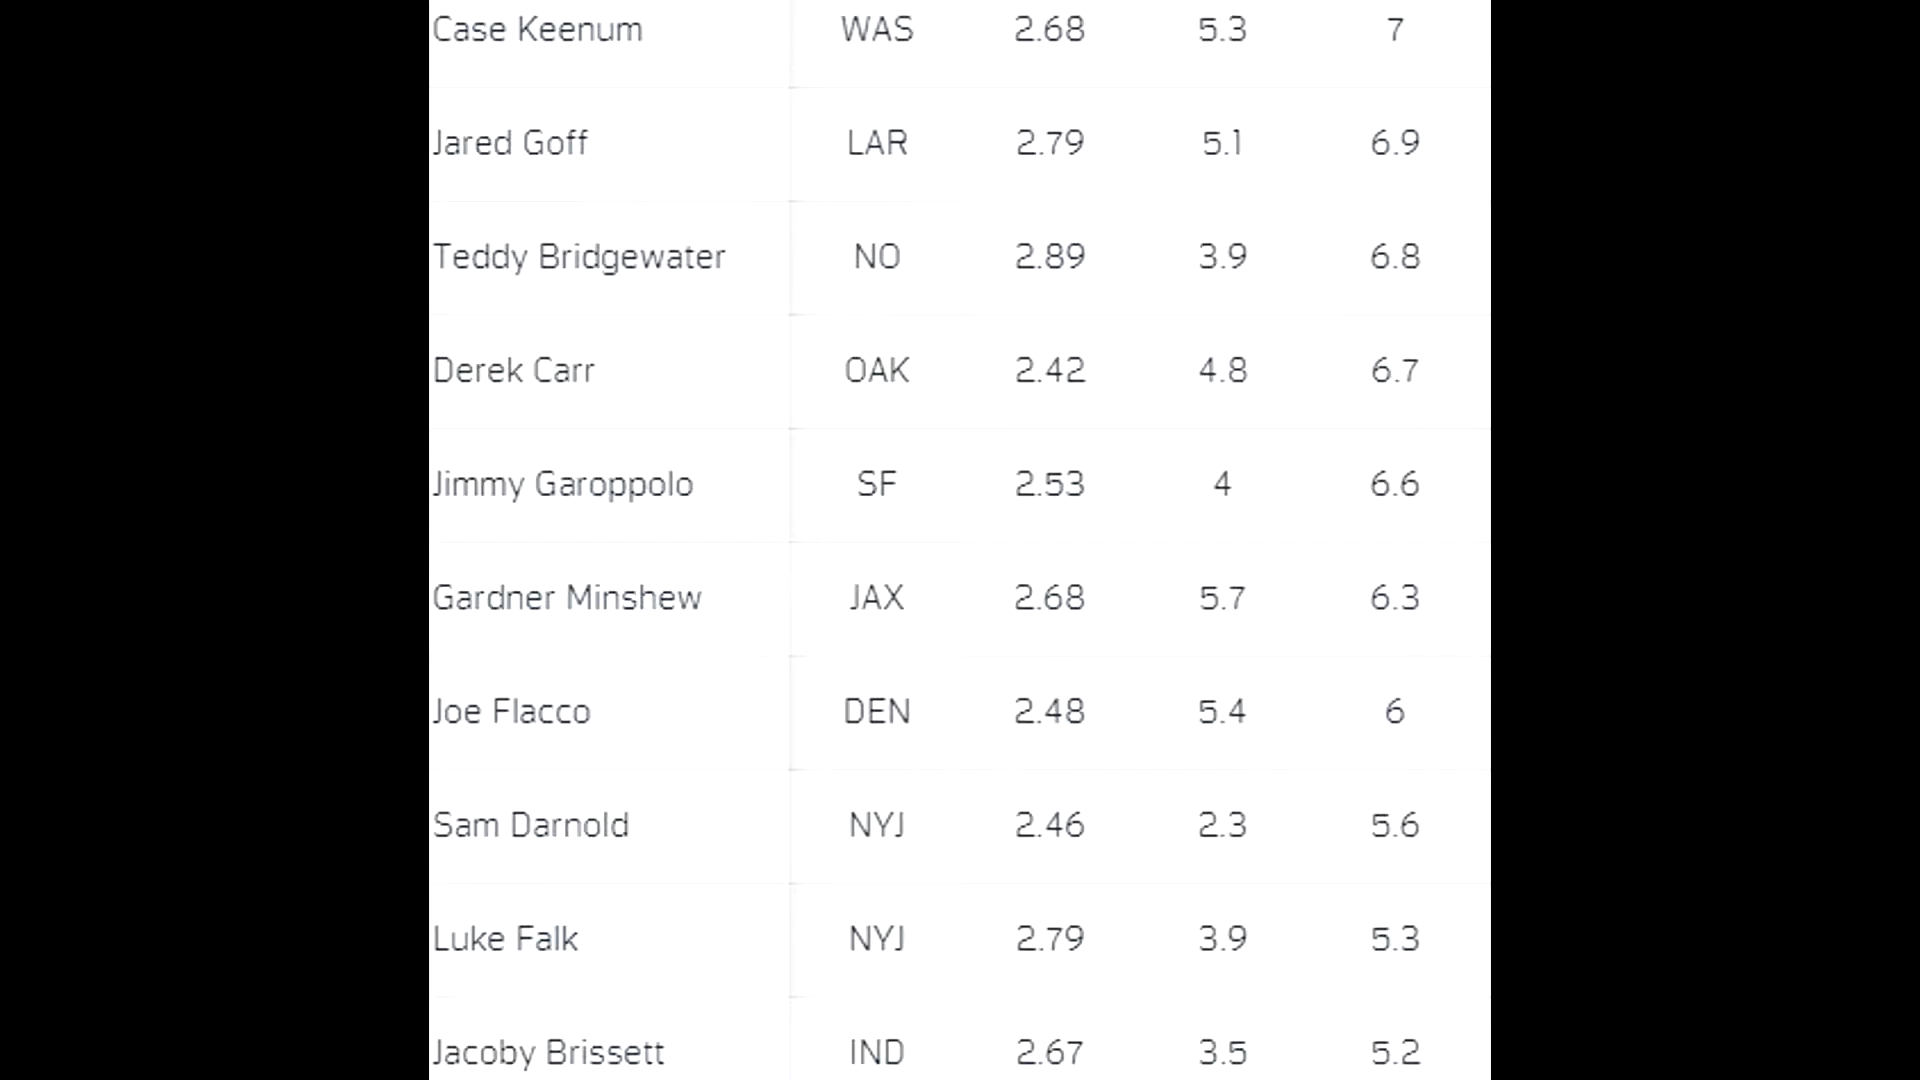 Case Keenum WAS 2.68 5.3 7
Jared Goff LAR 2.79 5.1 6.9
Teddy Bridgewater NO 2.89 3.9 6.8
Derek Carr OAK 2.42 4.8 6.7
Jimmy Garoppolo SF 2.53 4 6.6
Gardner Minshew JAX 2.68 5.7 6.3
Joe Flacco DEN 2.48 5.4 6
Sam Darnold NYJ 2.46 2.3 5.6
Luke Falk NYJ 2.79 3.9 5.3
Jacoby Brissett IND 2.67 3.5 5.2